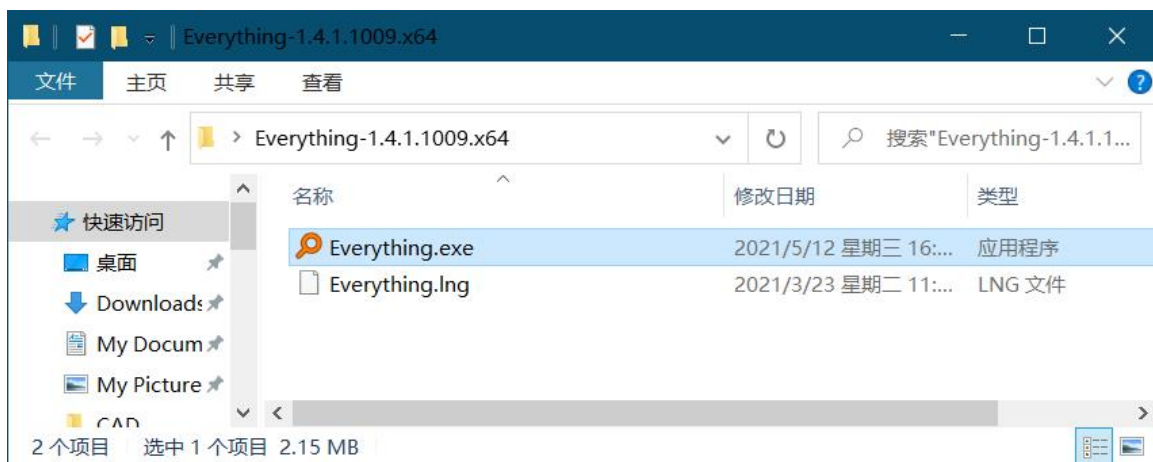 Everything-1.4.1.1009.x64
文件 主页 共享 查看
Everything-1.4.1.1009.x64 搜索"Everything-1.4.1.1...
名称 修改日期 类型
快速访问
Everything.exe 2021/5/12 星期三 16:... 应用程序
桌面
Everything.lng 2021/3/23 星期二 11:... LNG 文件
Downloads
My Docum
My Picture
CAD
2 个项目 选中 1 个项目 2.15 MB